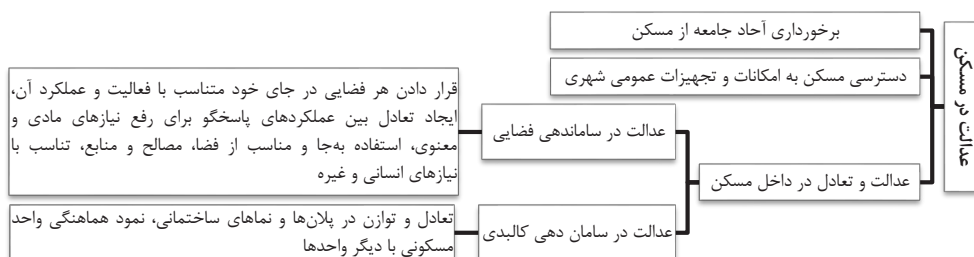 عدالت در مسکن
برخورداری آحاد جامعه از مسکن
دسترسی مسکن به امکانات و تجهیزات عمومی شهری
عدالت و تعادل در داخل مسکن
عدالت در ساماندهی فضایی
قرار دادن هر فضایی در جای خود متناسب با فعالیت و عملکرد آن،
ایجاد تعادل بین عملکردهای پاسخگو برای رفع نیازهای مادی و
معنوی، استفاده به‌جا و مناسب از فضا، مصالح و منابع، تناسب با
نیازهای انسانی و غیره
عدالت در سامان دهی کالبدی
تعادل و توازن در پلان‌ها و نماهای ساختمانی، نمود هماهنگی واحد
مسکونی با دیگر واحدها